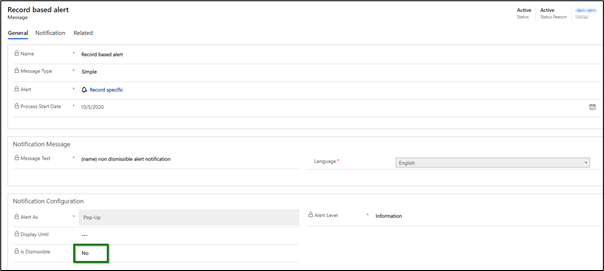 Record based alert
Message
Active
Status
Active
Status Reason
General Notification Related
Name * Record based alert
Message Type * Simple
Alert * Record specific
Process Start Date * 10/5/2020
Notification Message
Message Text * {name} non dismissible alert notification
Language * English
Notification Configuration
Alert As * Pop-Up
Alert Level * Information
Display Until ---
Is Dismissible No